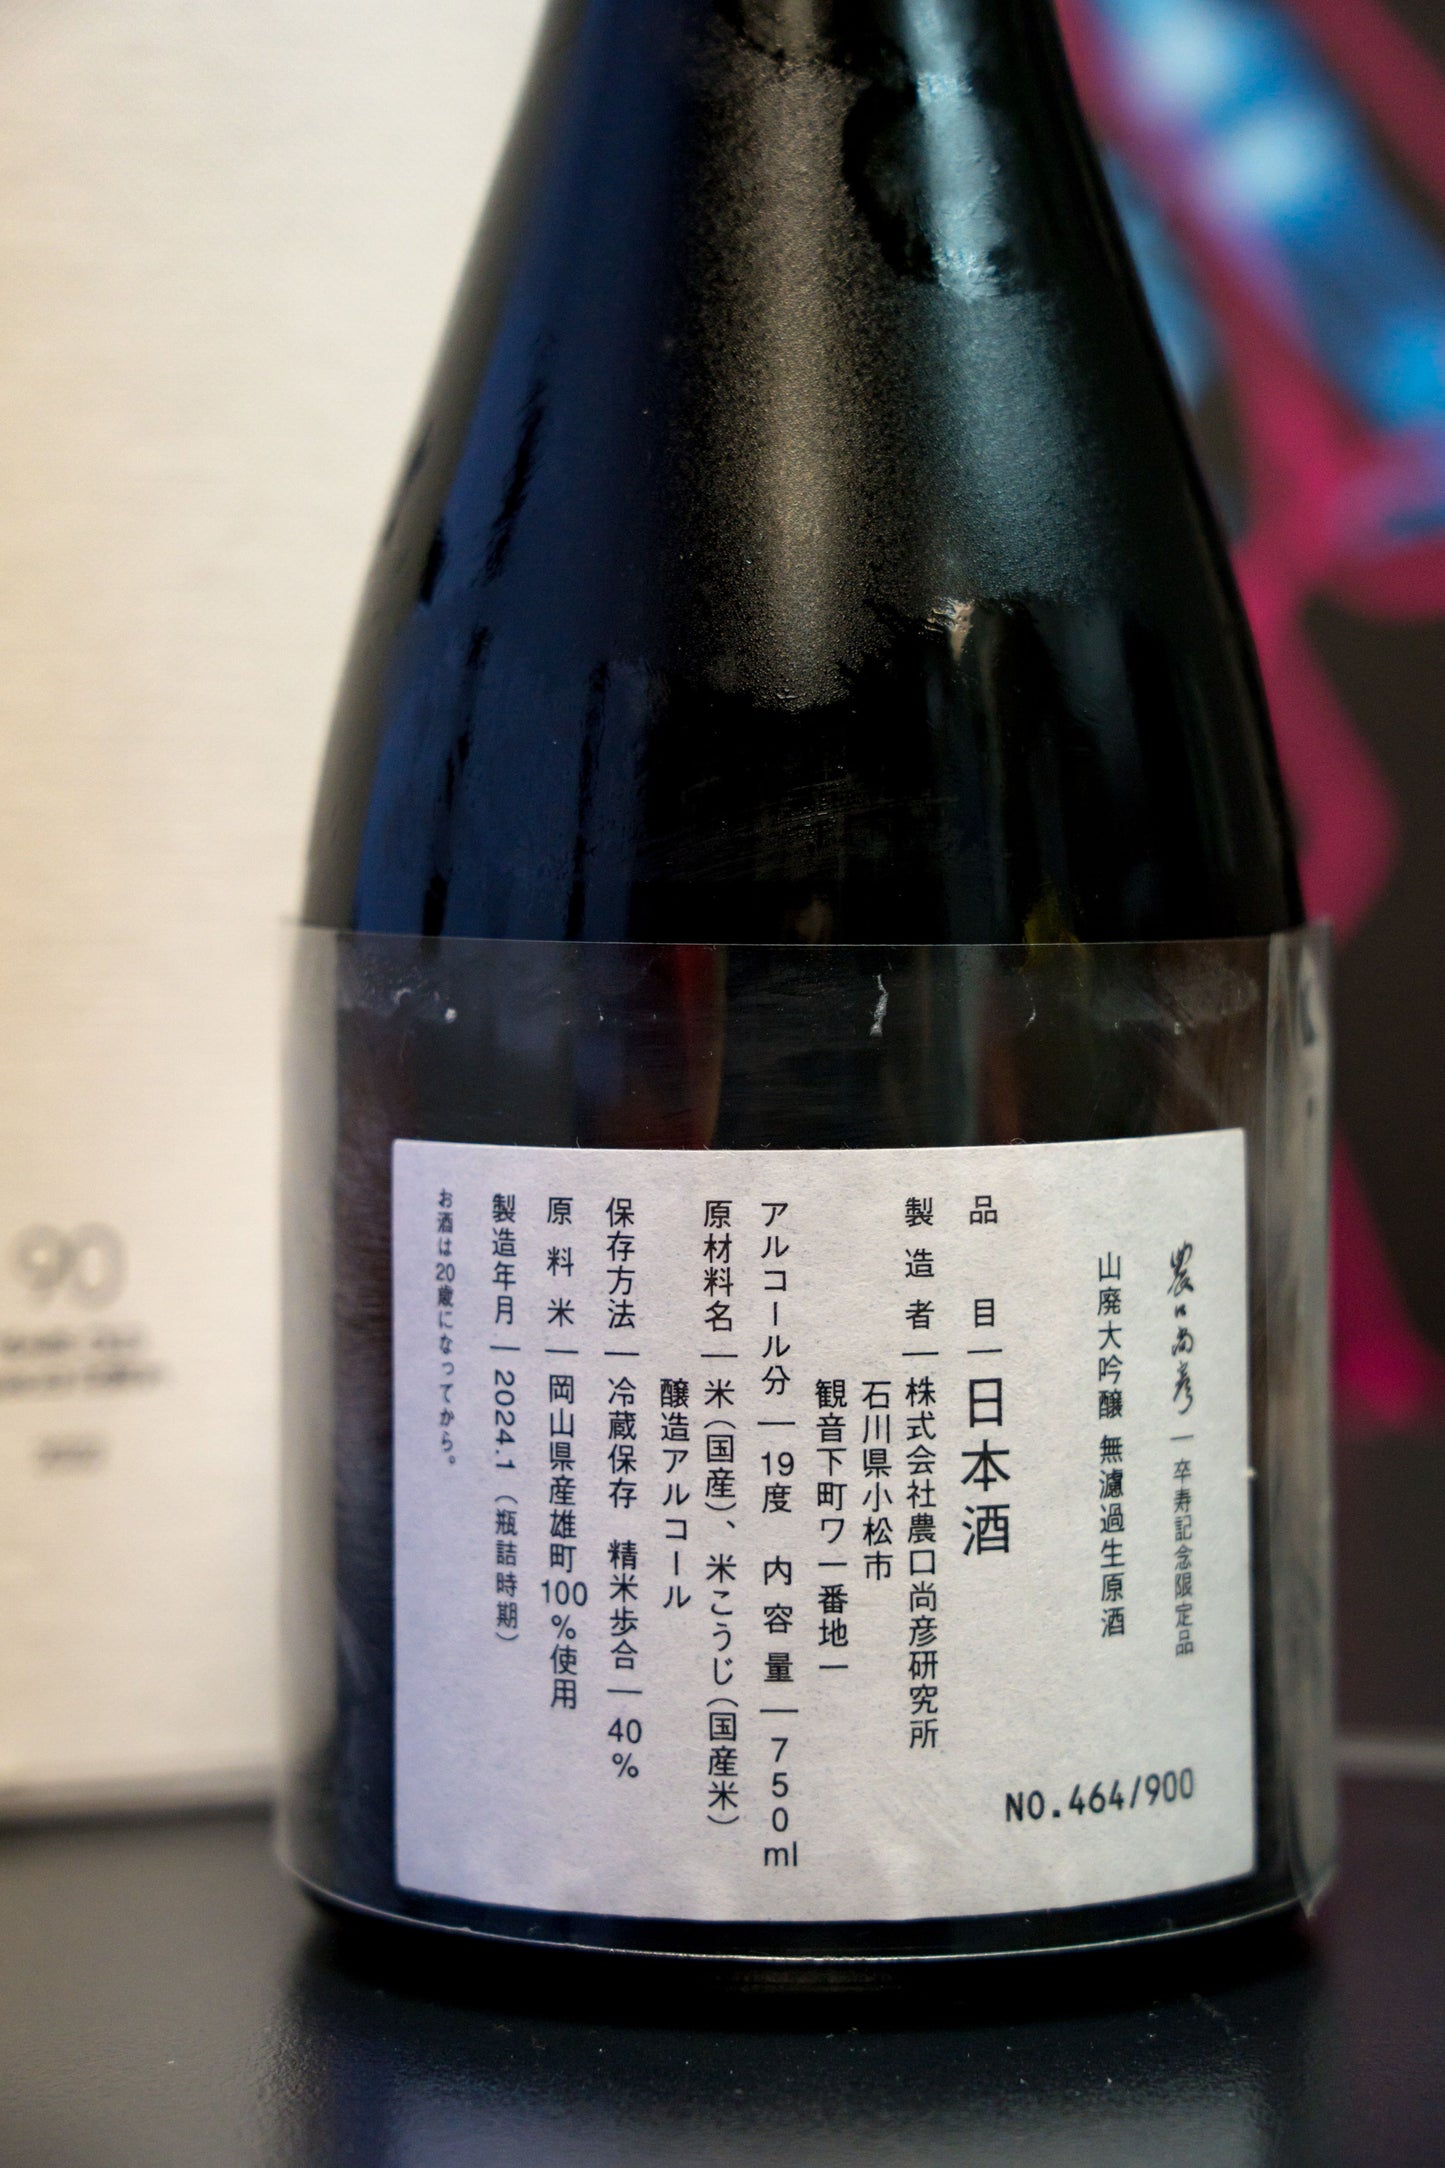 農口尚彦｜卒寿記念限定品
山廃大吟醸 無濾過生原酒
品目｜日本酒
製造者｜株式会社農口尚彦研究所
石川県小松市
観音下町ワ一番地一
アルコール分｜19度 内容量｜750ml
原材料名｜米（国産）、米こうじ（国産米）
醸造アルコール
保存方法｜冷蔵保存 精米歩合｜40%
原料米｜岡山県産雄町100%使用
製造年月｜2024.1（瓶詰時期）
お酒は20歳になってから。
NO.464/900
90